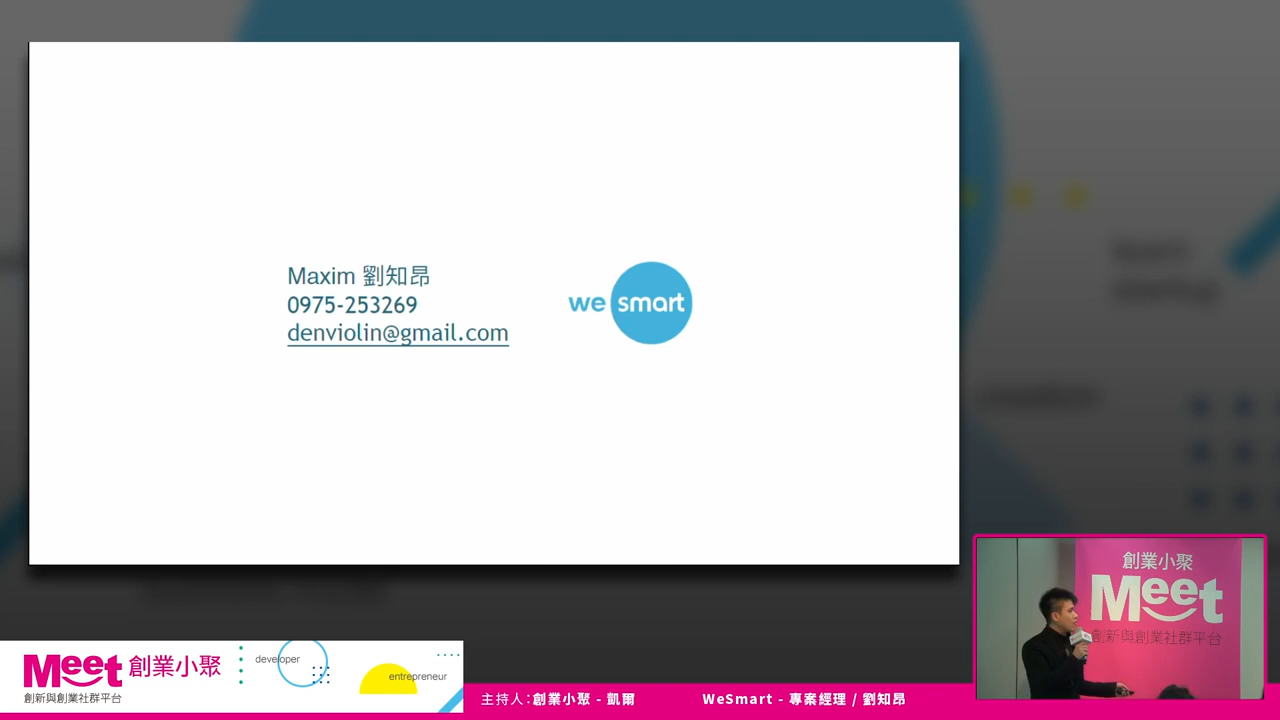 Maxim 劉知昂
0975-253269
denviolin@gmail.com
we smart
創業小聚
Meet
創新與創業社群平台
Meet 創業小聚
創新與創業社群平台
developer
entrepreneur
主持人:創業小聚 - 凱爾
WeSmart - 專案經理 / 劉知昂